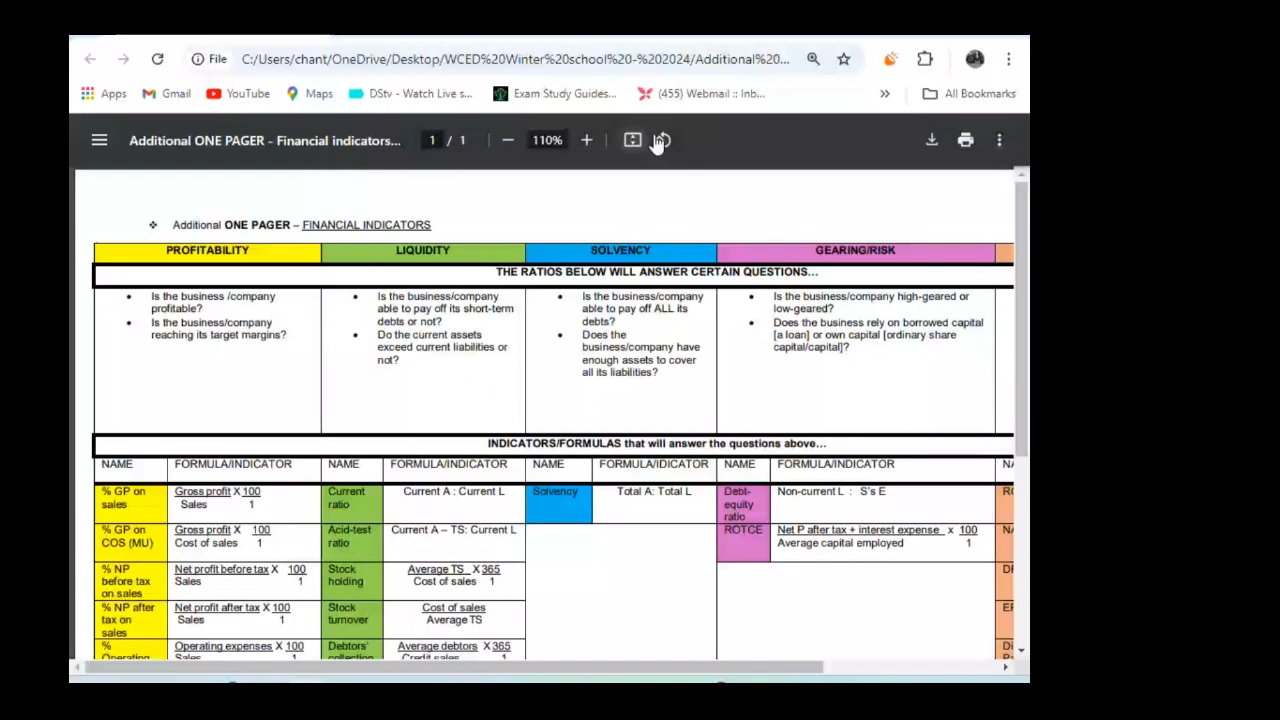 File C:/Users/chant/OneDrive/Desktop/WCED%20Winter%20school%20-%202024/Additional%20...
Apps Gmail YouTube Maps DStv - Watch Live s... Exam Study Guides... (455) Webmail :: Inb... » All Bookmarks
Additional ONE PAGER - Financial indicators... 1 / 1 − 110% +
❖ Additional ONE PAGER – FINANCIAL INDICATORS
PROFITABILITY LIQUIDITY SOLVENCY GEARING/RISK
THE RATIOS BELOW WILL ANSWER CERTAIN QUESTIONS…
• Is the business /company
profitable?
• Is the business/company
reaching its target margins?
• Is the business/company
able to pay off its short-term
debts or not?
• Do the current assets
exceed current liabilities or
not?
• Is the business/company
able to pay off ALL its
debts?
• Does the
business/company have
enough assets to cover
all its liabilities?
• Is the business/company high-geared or
low-geared?
• Does the business rely on borrowed capital
[a loan] or own capital [ordinary share
capital/capital]?
INDICATORS/FORMULAS that will answer the questions above…
NAME FORMULA/INDICATOR NAME FORMULA/INDICATOR NAME FORMULA/IDICATOR NAME FORMULA/INDICATOR
% GP on
sales
Gross profit X 100
Sales 1
Current
ratio
Current A : Current L
Solvency
Total A: Total L
Debt-
equity
ratio
Non-current L : S's E
% GP on
COS (MU)
Gross profit X 100
Cost of sales 1
Acid-test
ratio
Current A – TS: Current L
ROTCE
Net P after tax + interest expense x 100
Average capital employed 1
% NP
before tax
on sales
Net profit before tax X 100
Sales 1
Stock
holding
Average TS X 365
Cost of sales 1
% NP after
tax on
sales
Net profit after tax X 100
Sales 1
Stock
turnover
Cost of sales
Average TS
%
Operating
Operating expenses X 100
Sales 1
Debtors'
collection
Average debtors X 365
Credit sales 1